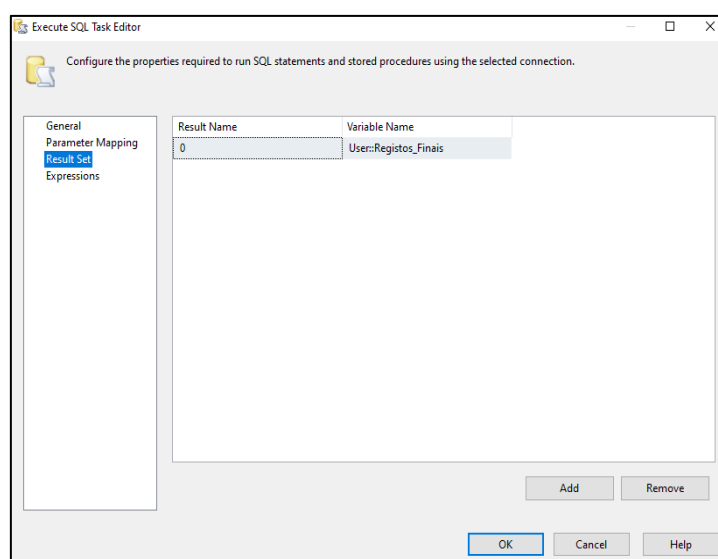 Execute SQL Task Editor
Configure the properties required to run SQL statements and stored procedures using the selected connection.
General
Parameter Mapping
Result Set
Expressions
Result Name Variable Name
0 User::Registos_Finais
Add Remove
OK Cancel Help